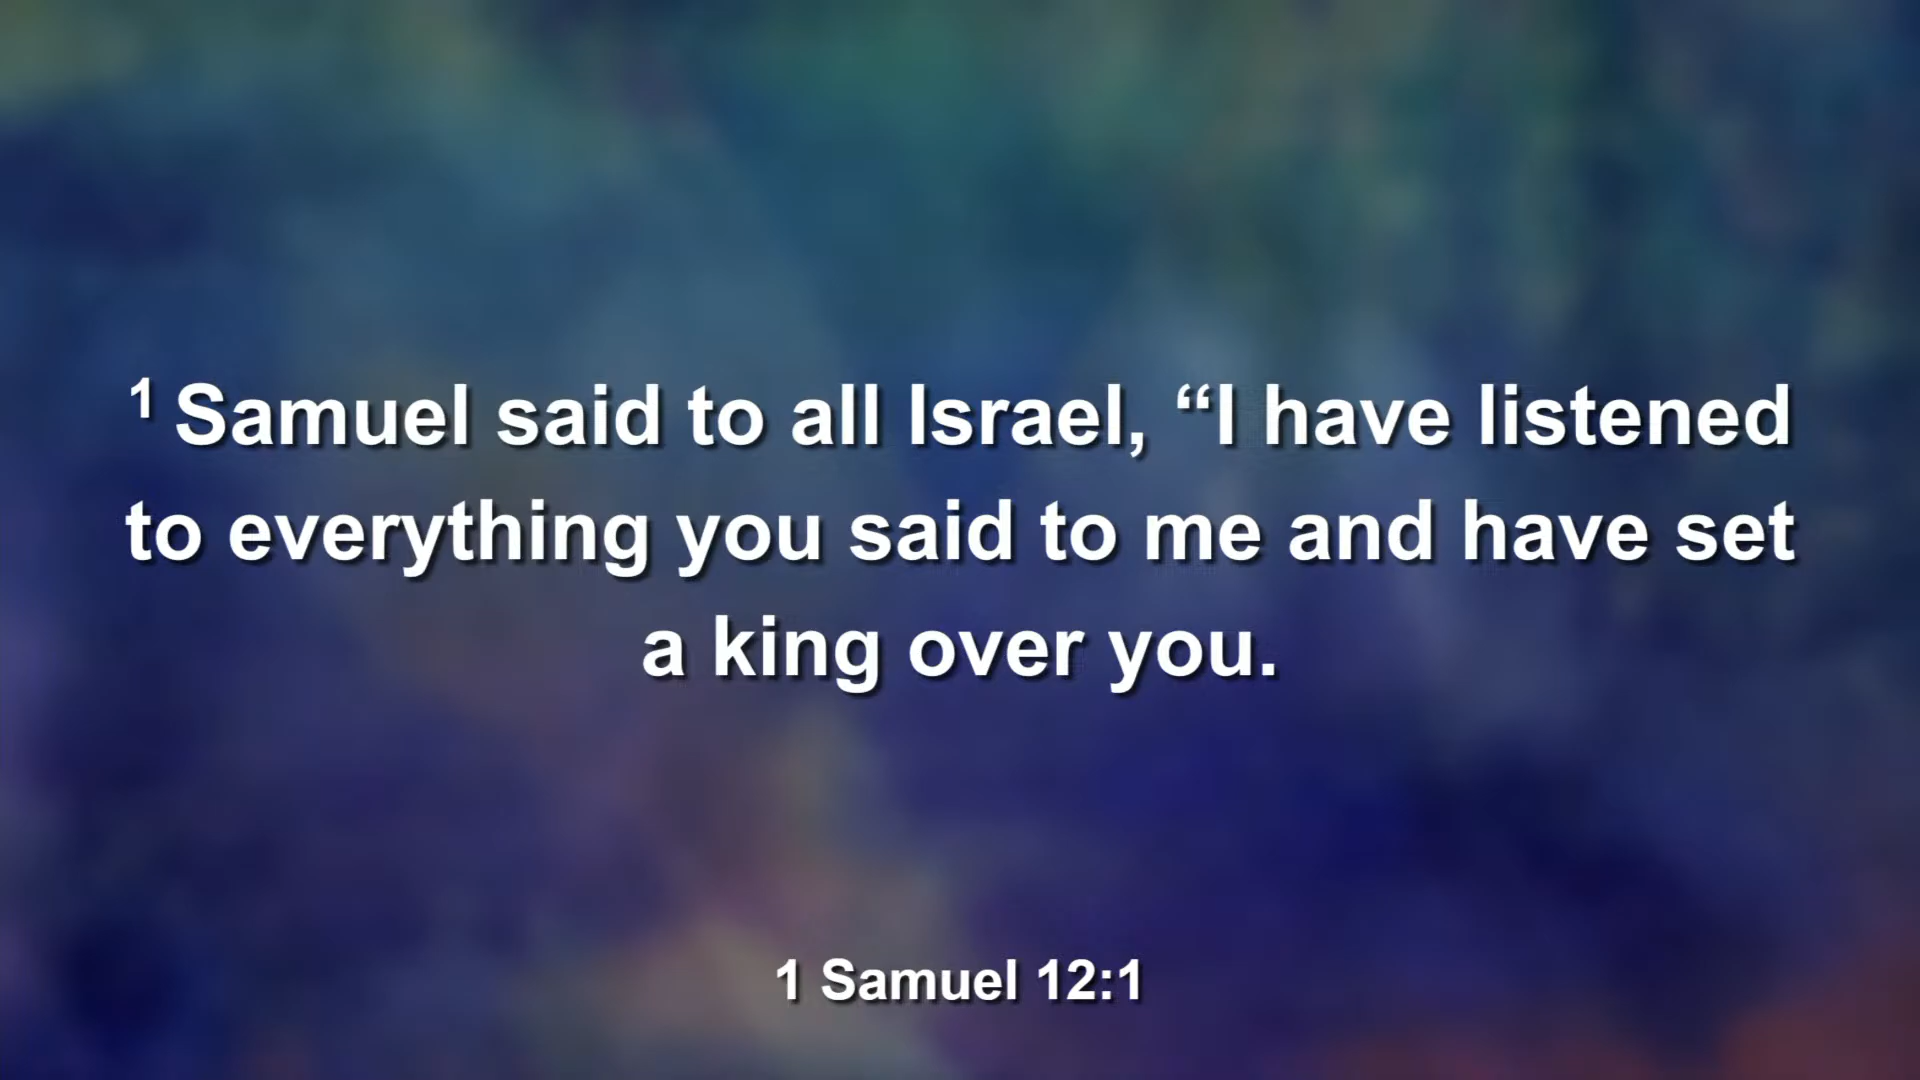 1 Samuel said to all Israel, “I have listened
to everything you said to me and have set
a king over you.
1 Samuel 12:1